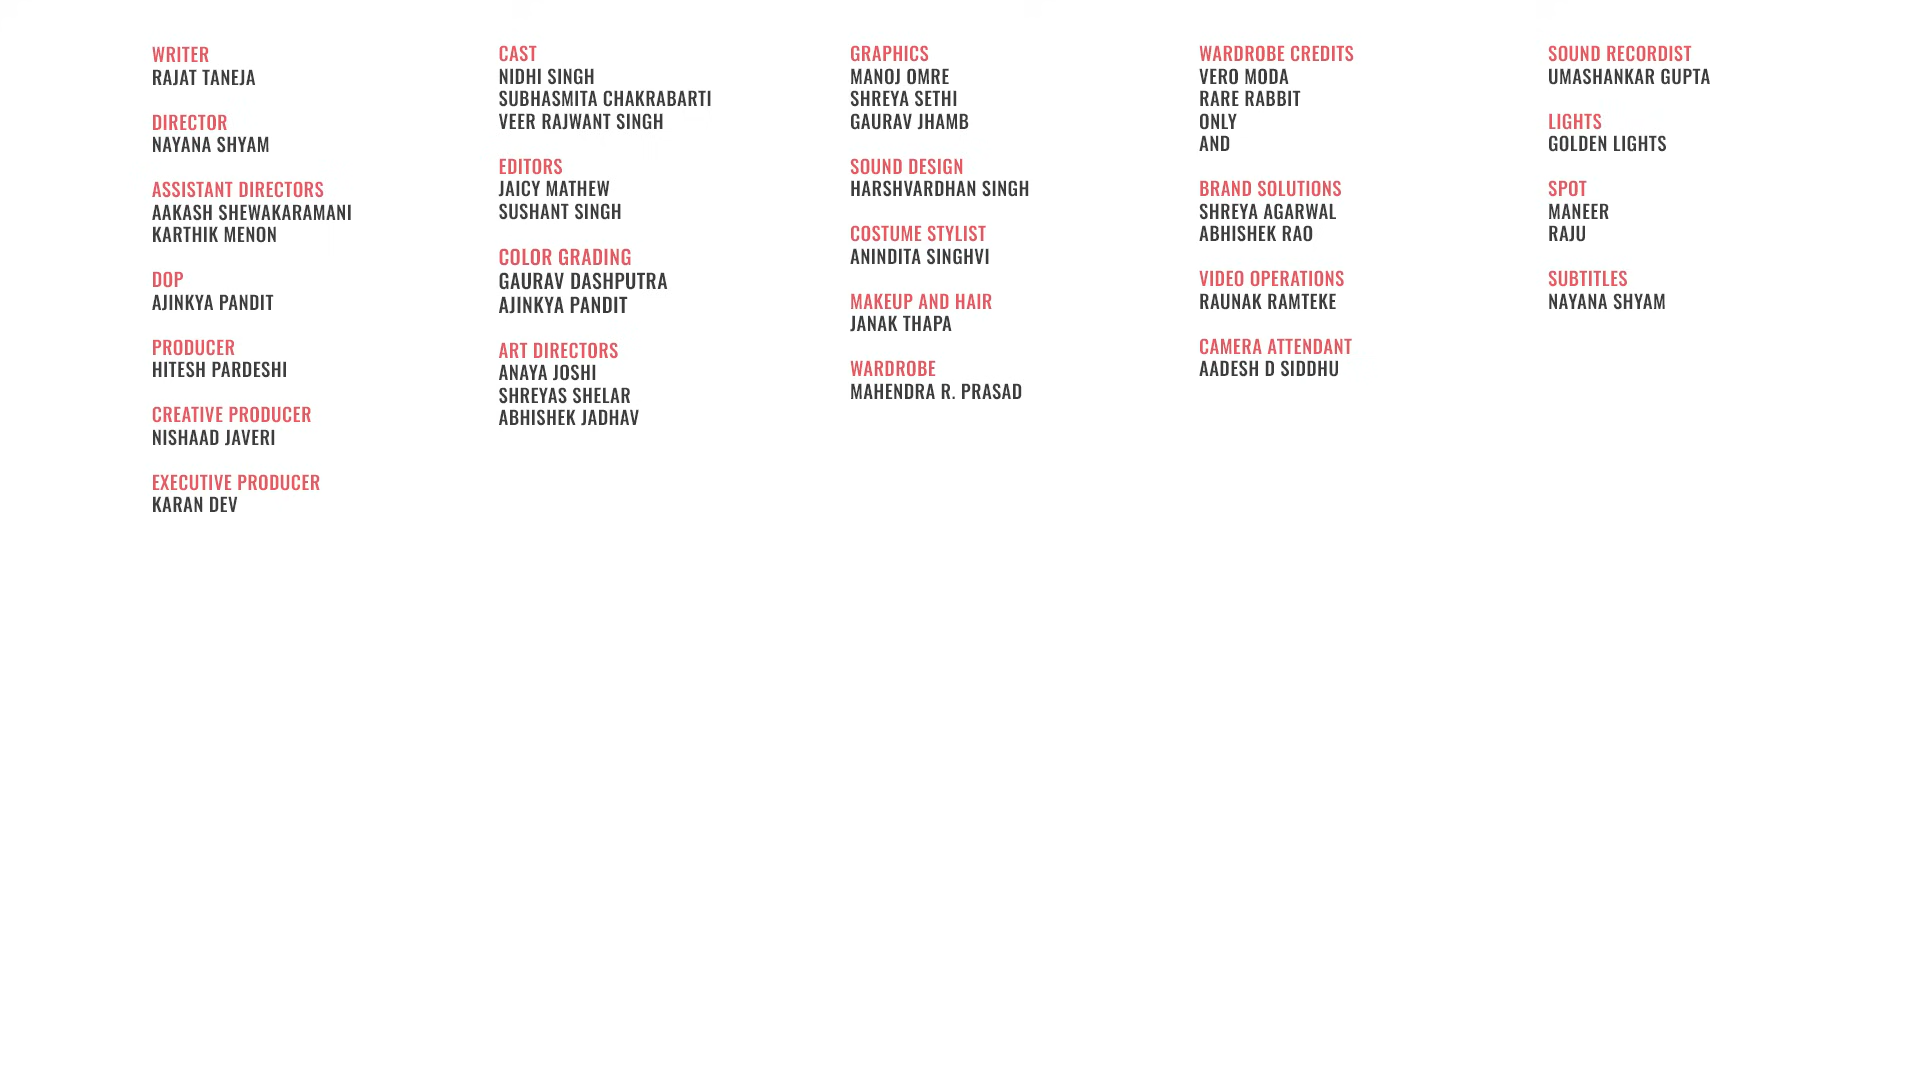 WRITER
RAJAT TANEJA
DIRECTOR
NAYANA SHYAM
ASSISTANT DIRECTORS
AAKASH SHEWAKARAMANI
KARTHIK MENON
DOP
AJINKYA PANDIT
PRODUCER
HITESH PARDESHI
CREATIVE PRODUCER
NISHAAD JAVERI
EXECUTIVE PRODUCER
KARAN DEV
CAST
NIDHI SINGH
SUBHASMITA CHAKRABARTI
VEER RAJWANT SINGH
EDITORS
JAICY MATHEW
SUSHANT SINGH
COLOR GRADING
GAURAV DASHPUTRA
AJINKYA PANDIT
ART DIRECTORS
ANAYA JOSHI
SHREYAS SHELAR
ABHISHEK JADHAV
GRAPHICS
MANOJ OMRE
SHREYA SETHI
GAURAV JHAMB
SOUND DESIGN
HARSHVARDHAN SINGH
COSTUME STYLIST
ANINDITA SINGHVI
MAKEUP AND HAIR
JANAK THAPA
WARDROBE
MAHENDRA R. PRASAD
WARDROBE CREDITS
VERO MODA
RARE RABBIT
ONLY
AND
BRAND SOLUTIONS
SHREYA AGARWAL
ABHISHEK RAO
VIDEO OPERATIONS
RAUNAK RAMTEKE
CAMERA ATTENDANT
AADESH D SIDDHU
SOUND RECORDIST
UMASHANKAR GUPTA
LIGHTS
GOLDEN LIGHTS
SPOT
MANEER
RAJU
SUBTITLES
NAYANA SHYAM